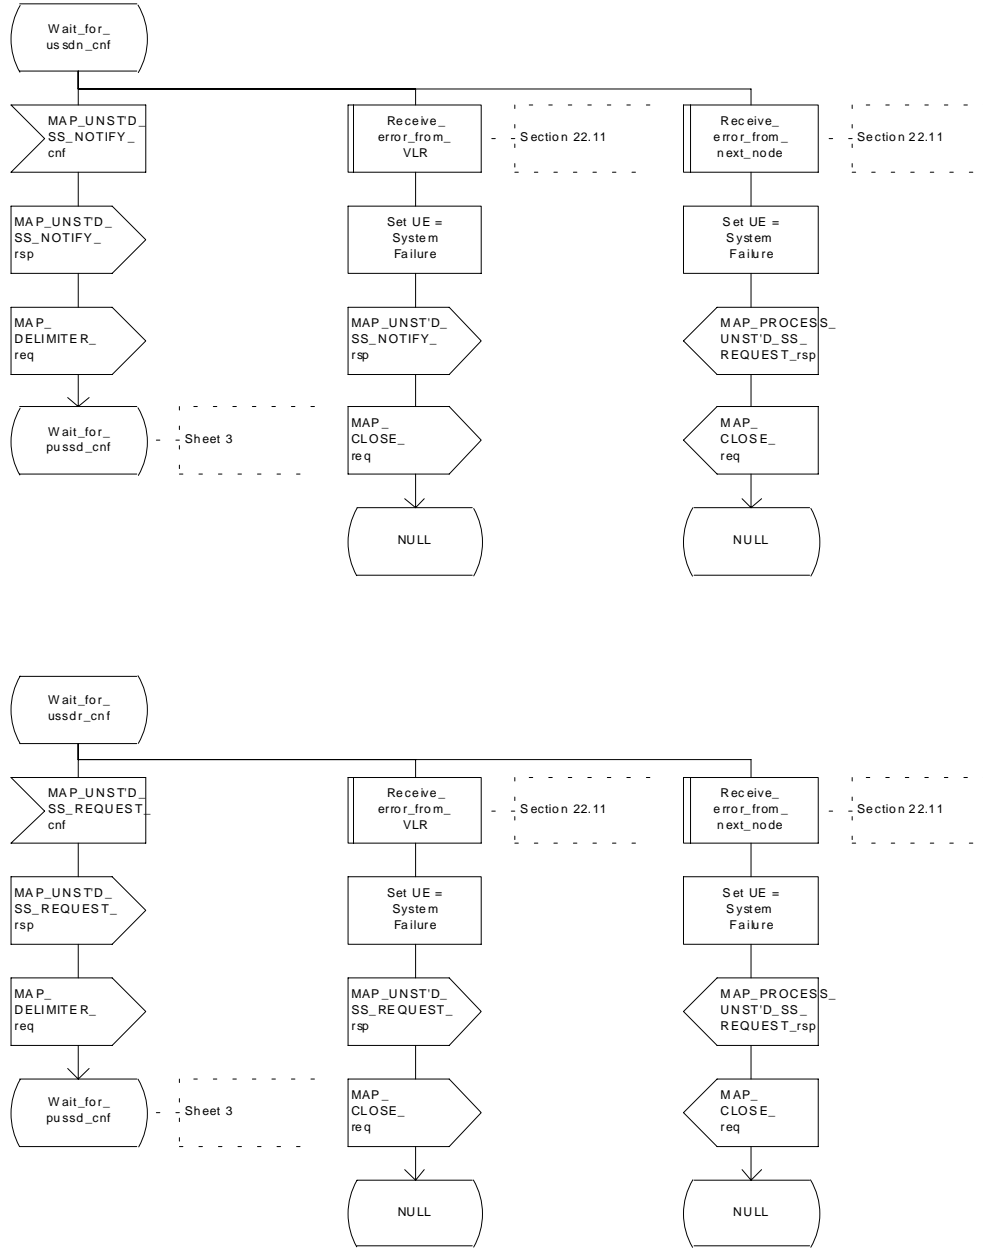 Wait_for_
ussdn_cnf
MAP_UNST'D_
SS_NOTIFY_
cnf
Receive_
error_from_
VLR
Section 22.11
Receive_
error_from_
next_node
Section 22.11
MAP_UNST'D_
SS_NOTIFY_
rsp
Set UE =
System
Failure
Set UE =
System
Failure
MAP_
DELIMITER_
req
MAP_UNST'D_
SS_NOTIFY_
rsp
MAP_PROCESS_
UNST'D_SS_
REQUEST_rsp
Wait_for_
pussd_cnf
Sheet 3
MAP_
CLOSE_
req
MAP_
CLOSE_
req
NULL
NULL
Wait_for_
ussdr_cnf
MAP_UNST'D_
SS_REQUEST_
cnf
Receive_
error_from_
VLR
Section 22.11
Receive_
error_from_
next_node
Section 22.11
MAP_UNST'D_
SS_REQUEST_
rsp
Set UE =
System
Failure
Set UE =
System
Failure
MAP_
DELIMITER_
req
MAP_UNST'D_
SS_REQUEST_
rsp
MAP_PROCESS_
UNST'D_SS_
REQUEST_rsp
Wait_for_
pussd_cnf
Sheet 3
MAP_
CLOSE_
req
MAP_
CLOSE_
req
NULL
NULL